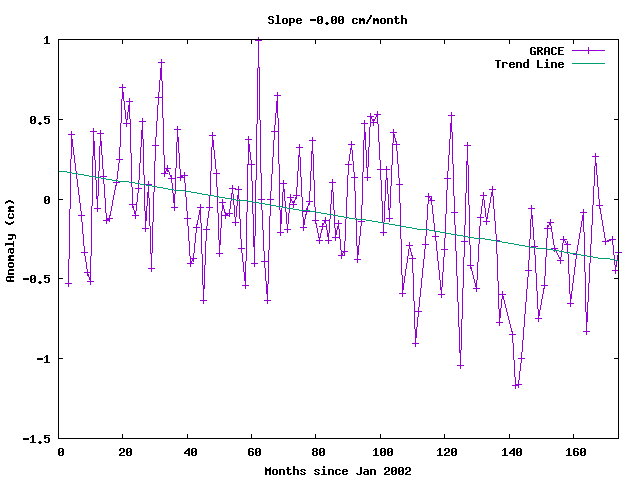 Slope -0.00 cm/month
GRACE
Trend Line
1
0.5
0
-0.5
-1
-1.5
Anomaly (cm)
0 20 40 60 80 100 120 140 160
Months since Jan 2002